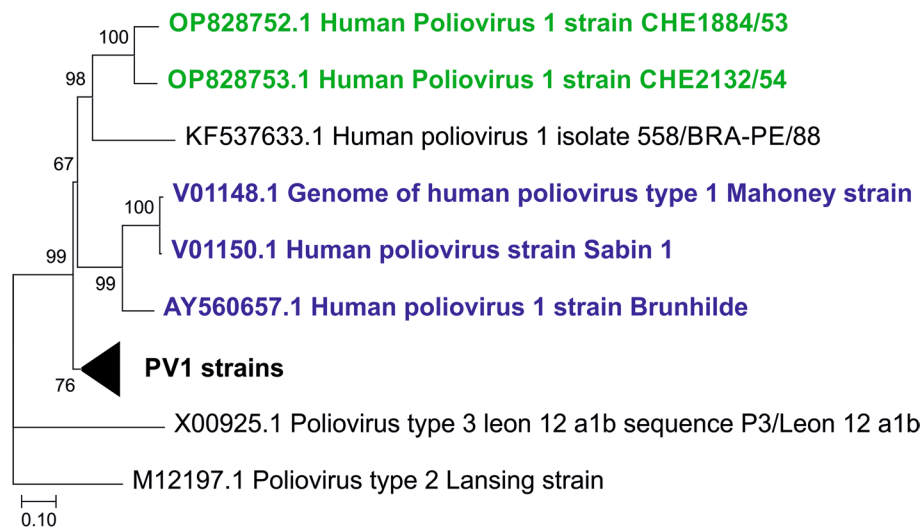 OP828752.1 Human Poliovirus 1 strain CHE1884/53
100
OP828753.1 Human Poliovirus 1 strain CHE2132/54
98
KF537633.1 Human poliovirus 1 isolate 558/BRA-PE/88
67
V01148.1 Genome of human poliovirus type 1 Mahoney strain
100
V01150.1 Human poliovirus strain Sabin 1
99
99
AY560657.1 Human poliovirus 1 strain Brunhilde
PV1 strains
76
X00925.1 Poliovirus type 3 leon 12 a1b sequence P3/Leon 12 a1b
M12197.1 Poliovirus type 2 Lansing strain
0.10